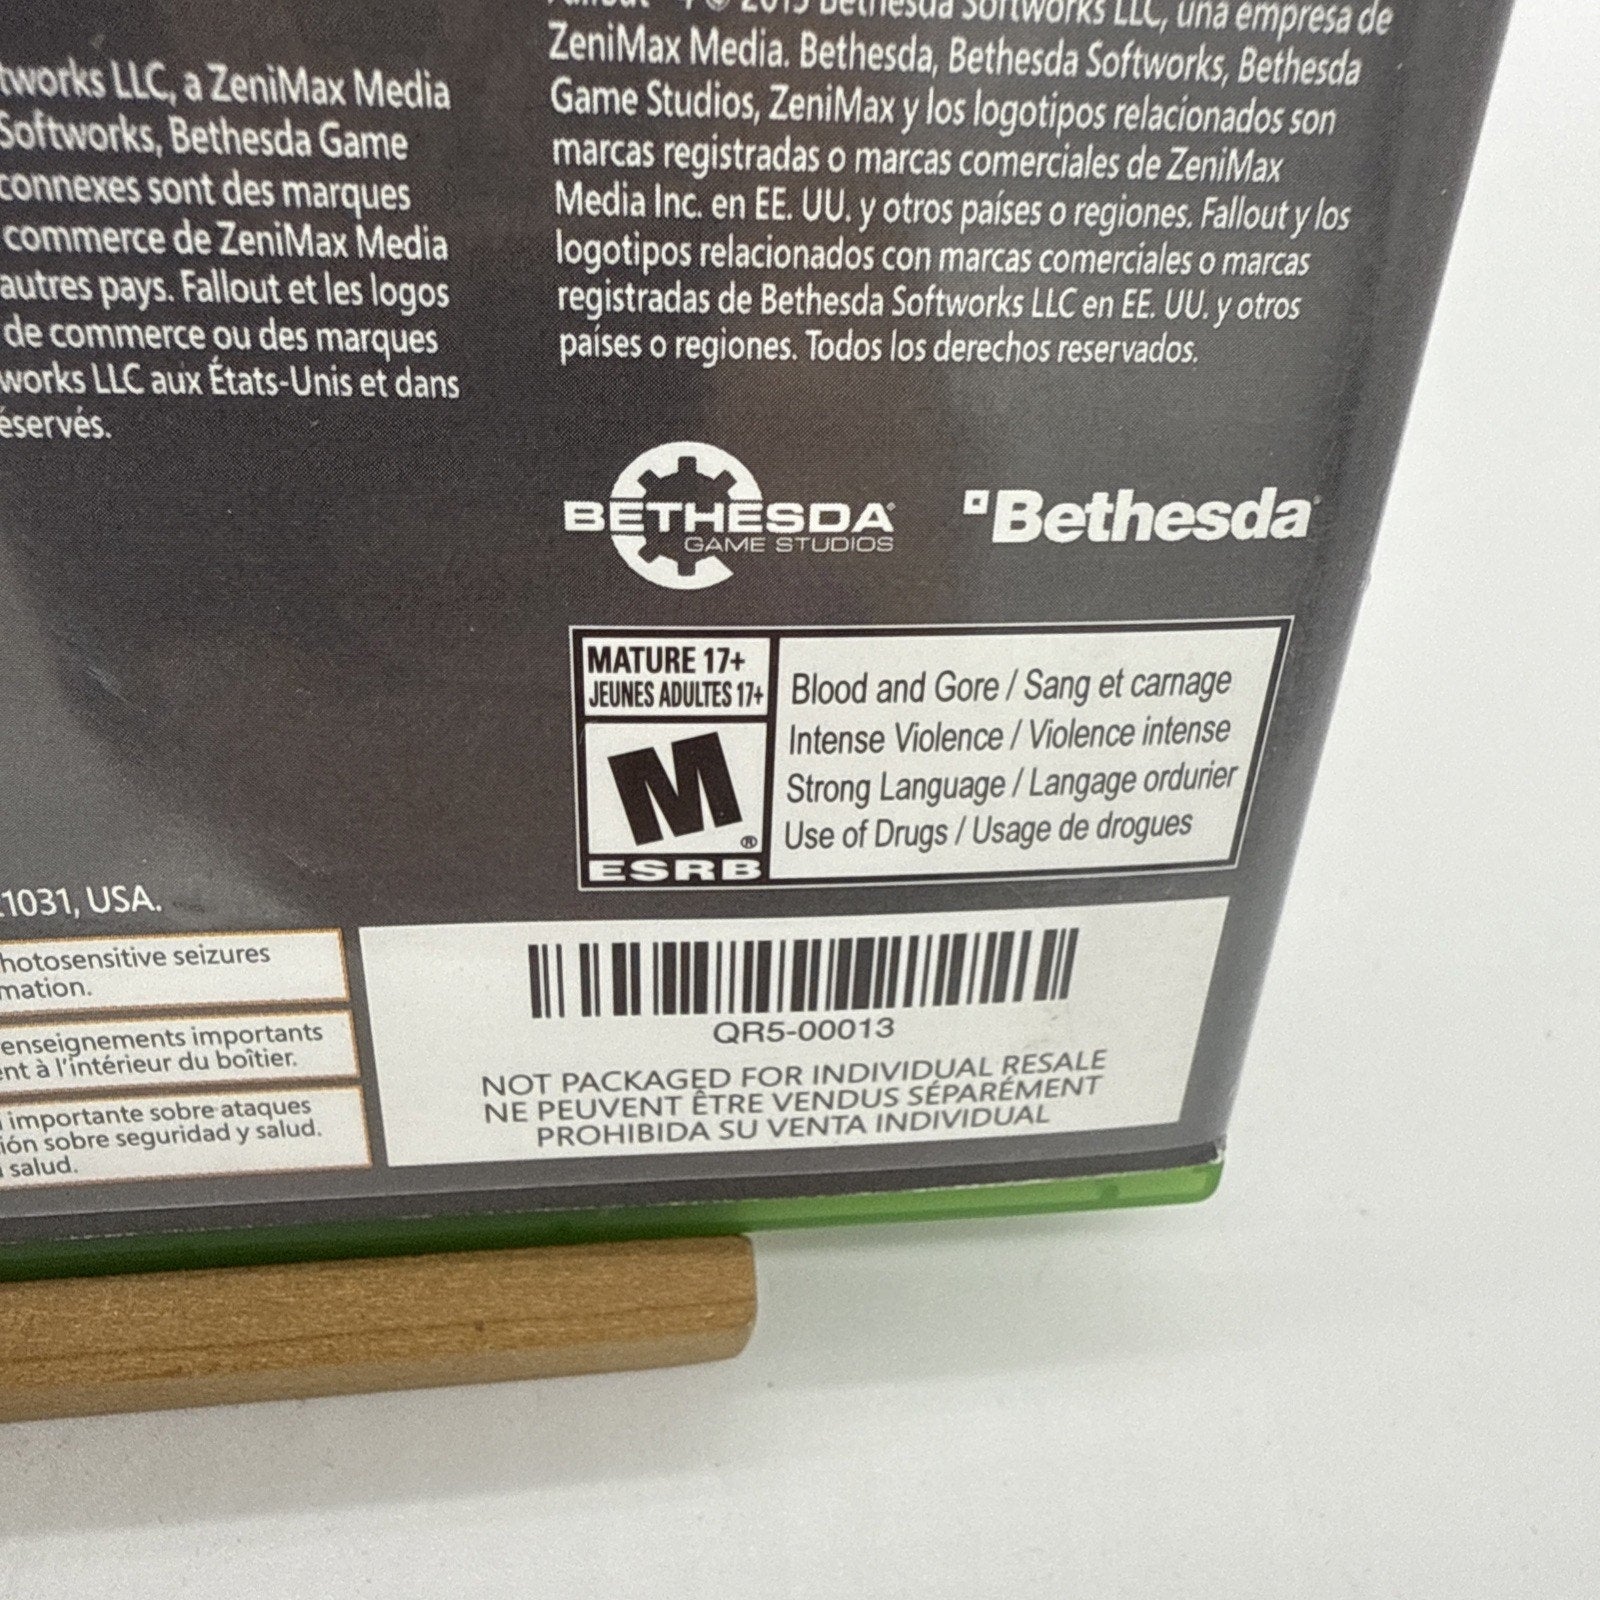 tworks LLC, a ZeniMax Media
Softworks, Bethesda Game
connexes sont des marques
commerce de ZeniMax Media
autres pays. Fallout et les logos
de commerce ou des marques
works LLC aux États-Unis et dans
éservés.
2015 Bethesda Softworks LLC, una empresa de
ZeniMax Media. Bethesda, Bethesda Softworks, Bethesda
Game Studios, ZeniMax y los logotipos relacionados son
marcas registradas o marcas comerciales de ZeniMax
Media Inc. en EE. UU. y otros países o regiones. Fallout y los
logotipos relacionados con marcas comerciales o marcas
registradas de Bethesda Softworks LLC en EE. UU. y otros
países o regiones. Todos los derechos reservados.
BETHESDA
GAME STUDIOS
Bethesda
MATURE 17+
JEUNES ADULTES 17+
M®
ESRB
Blood and Gore / Sang et carnage
Intense Violence / Violence intense
Strong Language / Langage ordurier
Use of Drugs / Usage de drogues
1031, USA.
hotosensitive seizures
mation.
enseignements importants
ent à l'intérieur du boîtier.
importante sobre ataques
ión sobre seguridad y salud.
salud.
QR5-00013
NOT PACKAGED FOR INDIVIDUAL RESALE
NE PEUVENT ÊTRE VENDUS SÉPARÉMENT
PROHIBIDA SU VENTA INDIVIDUAL